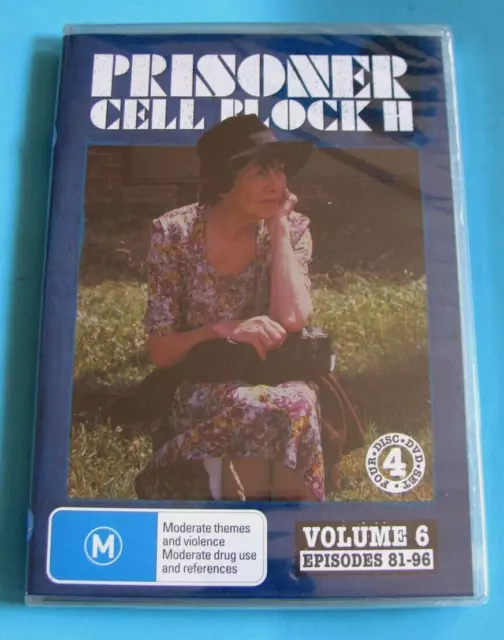 PRISONER
CELL BLOCK H
FOUR · DISC · DVD · SET
4
M
Moderate themes
and violence
Moderate drug use
and references
VOLUME 6
EPISODES 81-96